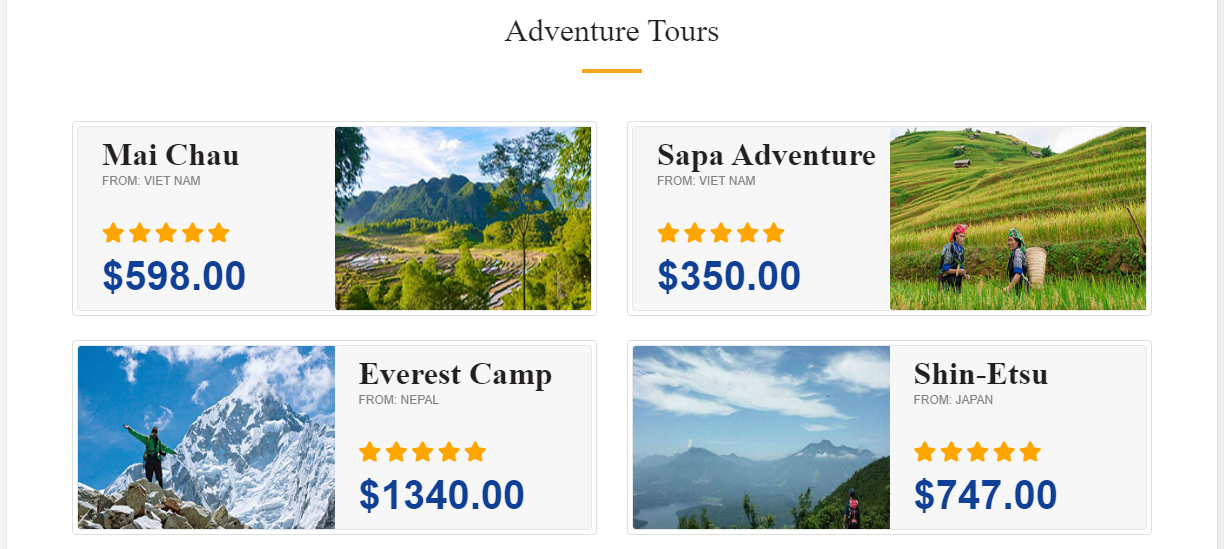 Adventure Tours
Mai Chau
FROM: VIET NAM
$598.00
Sapa Adventure
FROM: VIET NAM
$350.00
Everest Camp
FROM: NEPAL
$1340.00
Shin-Etsu
FROM: JAPAN
$747.00